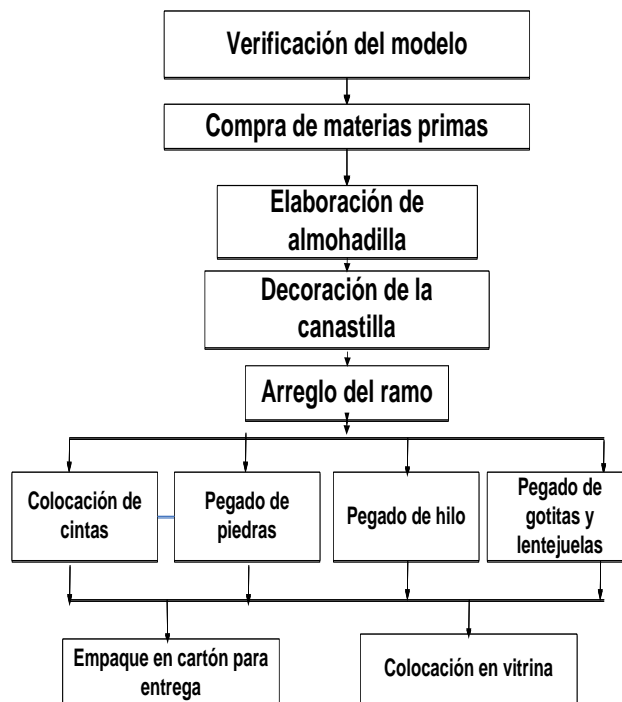 Verificación del modelo
Compra de materias primas
Elaboración de
almohadilla
Decoración de la
canastilla
Arreglo del ramo
Colocación de
cintas
Pegado de
piedras
Pegado de hilo
Pegado de
gotitas y
lentejuelas
Empaque en cartón para
entrega
Colocación en vitrina